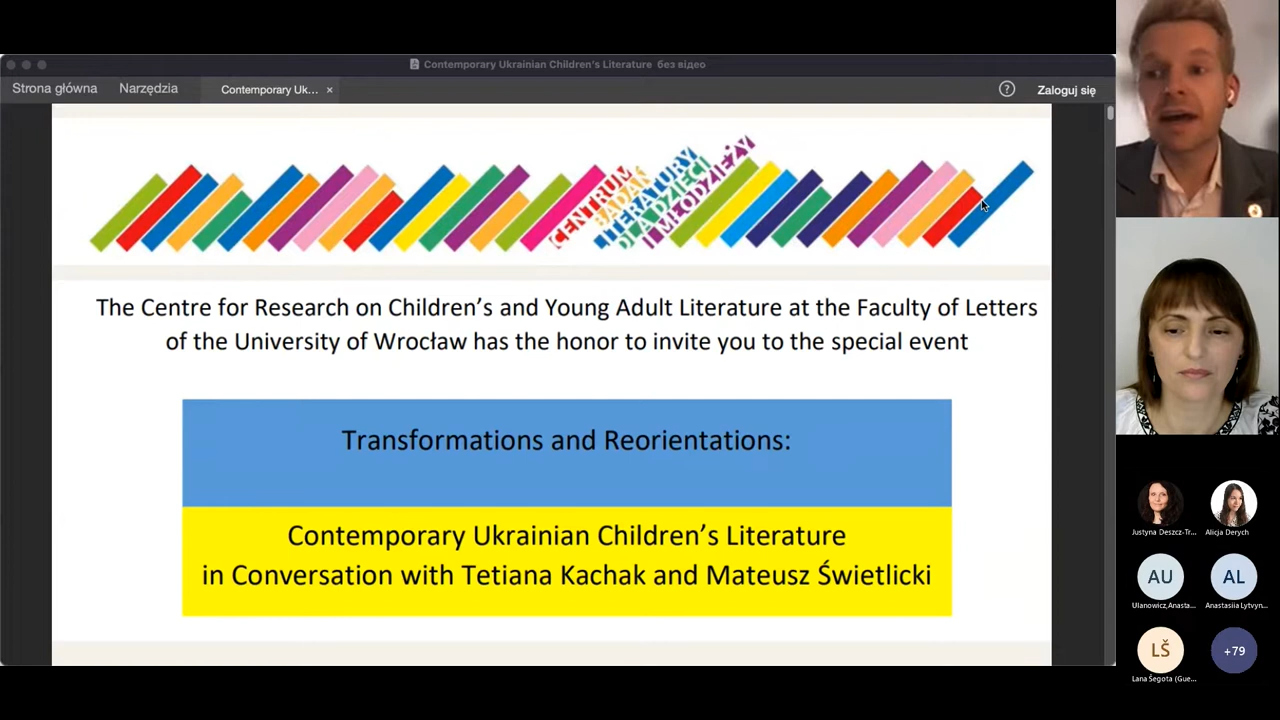 Contemporary Ukrainian Children's Literature без відео
Strona główna Narzędzia Contemporary Uk... × ? Zaloguj się
CENTRUM
BADAŃ
LITERATURY
DLA DZIECI
I MŁODZIEŻY
The Centre for Research on Children's and Young Adult Literature at the Faculty of Letters
of the University of Wrocław has the honor to invite you to the special event
Transformations and Reorientations:
Contemporary Ukrainian Children's Literature
in Conversation with Tetiana Kachak and Mateusz Świetlicki
Justyna Deszcz-Tr... Alicja Derych
AU AL
Ulanowicz,Anasta... Anastasiia Lytvyn...
LŠ +79
Lana Šegota (Gue...